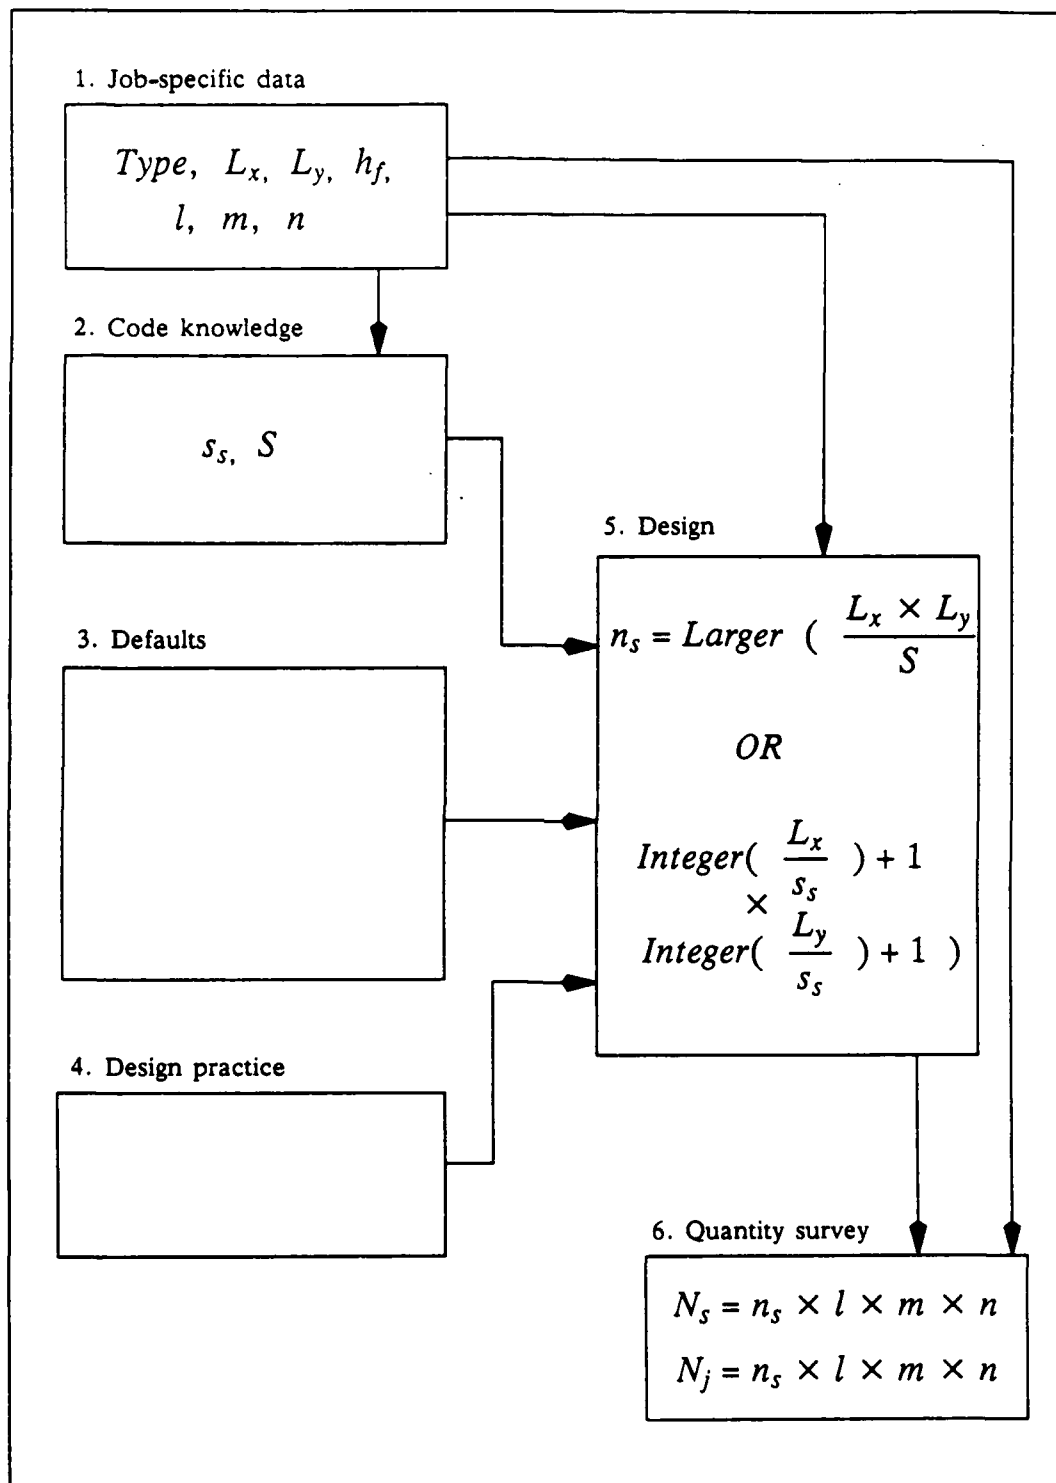 1. Job-specific data
Type, Lx, Ly, hf,
l, m, n
2. Code knowledge
ss, S
3. Defaults
4. Design practice
5. Design
ns = Larger ( Lx × Ly
S
OR
Integer( Lx
ss ) + 1
×
Integer( Ly
ss ) + 1 )
6. Quantity survey
Ns = ns × l × m × n
Nj = ns × l × m × n